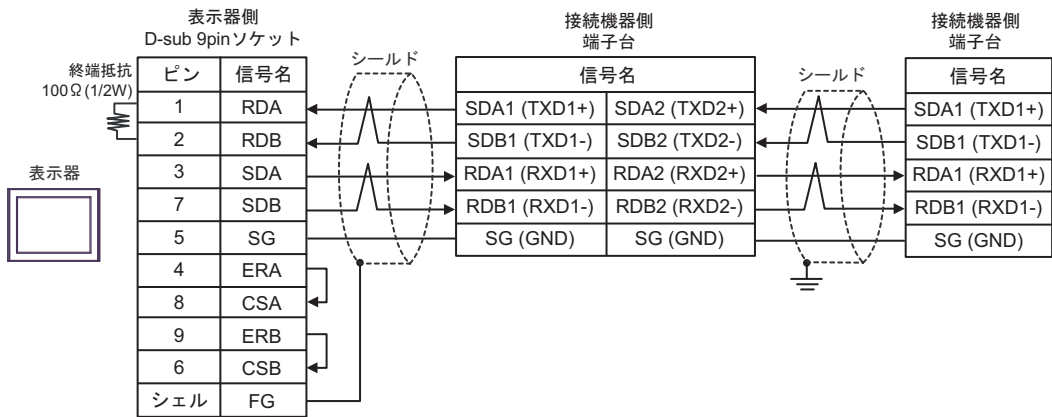 表示器側
D-sub 9pinソケット
接続機器側
端子台
接続機器側
端子台
終端抵抗
100Ω(1/2W)
シールド
シールド
表示器
ピン 信号名
1 RDA
2 RDB
3 SDA
7 SDB
5 SG
4 ERA
8 CSA
9 ERB
6 CSB
シェル FG
信号名
SDA1 (TXD1+) SDA2 (TXD2+)
SDB1 (TXD1-) SDB2 (TXD2-)
RDA1 (RXD1+) RDA2 (RXD2+)
RDB1 (RXD1-) RDB2 (RXD2-)
SG (GND) SG (GND)
信号名
SDA1 (TXD1+)
SDB1 (TXD1-)
RDA1 (RXD1+)
RDB1 (RXD1-)
SG (GND)